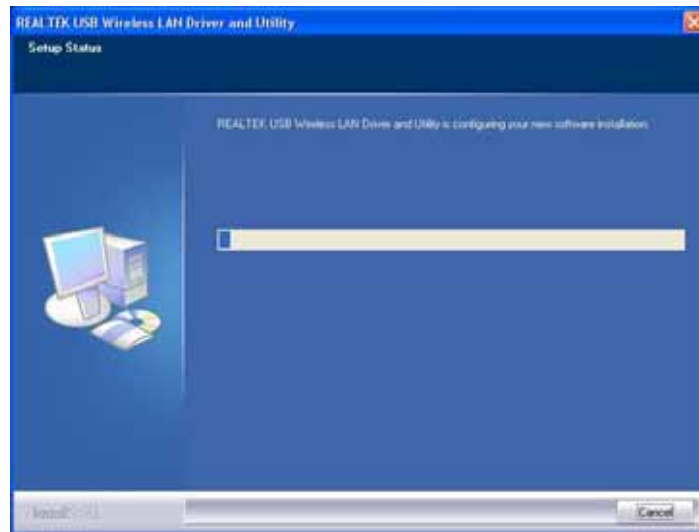 REALTEK USB Wireless LAN Driver and Utility
Setup Status
REALTEK USB Wireless LAN Driver and Utility is configuring your new software installation.
Cancel